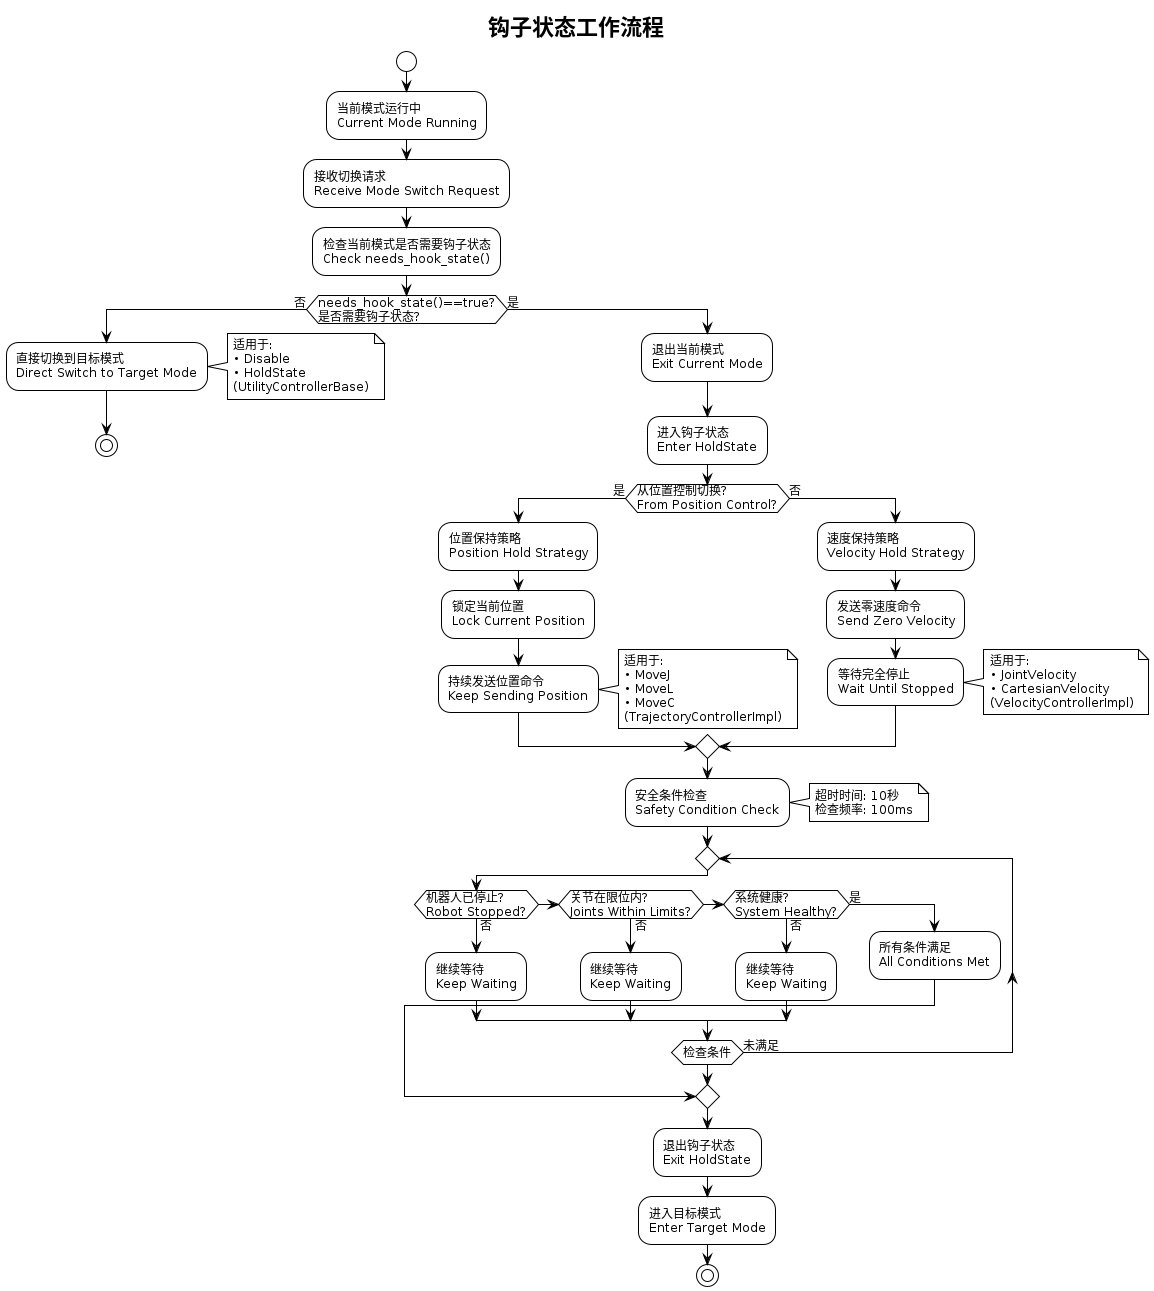 钩子状态工作流程
当前模式运行中
Current Mode Running
接收切换请求
Receive Mode Switch Request
检查当前模式是否需要钩子状态
Check needs_hook_state()
needs_hook_state()==true?
是否需要钩子状态?
否
是
直接切换到目标模式
Direct Switch to Target Mode
适用于:
• Disable
• HoldState
(UtilityControllerBase)
退出当前模式
Exit Current Mode
进入钩子状态
Enter HoldState
从位置控制切换?
From Position Control?
是
否
位置保持策略
Position Hold Strategy
锁定当前位置
Lock Current Position
持续发送位置命令
Keep Sending Position
适用于:
• MoveJ
• MoveL
• MoveC
(TrajectoryControllerImpl)
速度保持策略
Velocity Hold Strategy
发送零速度命令
Send Zero Velocity
等待完全停止
Wait Until Stopped
适用于:
• JointVelocity
• CartesianVelocity
(VelocityControllerImpl)
安全条件检查
Safety Condition Check
超时时间: 10秒
检查频率: 100ms
机器人已停止?
Robot Stopped?
否
继续等待
Keep Waiting
关节在限位内?
Joints Within Limits?
否
继续等待
Keep Waiting
系统健康?
System Healthy?
是
否
继续等待
Keep Waiting
所有条件满足
All Conditions Met
检查条件
未满足
退出钩子状态
Exit HoldState
进入目标模式
Enter Target Mode